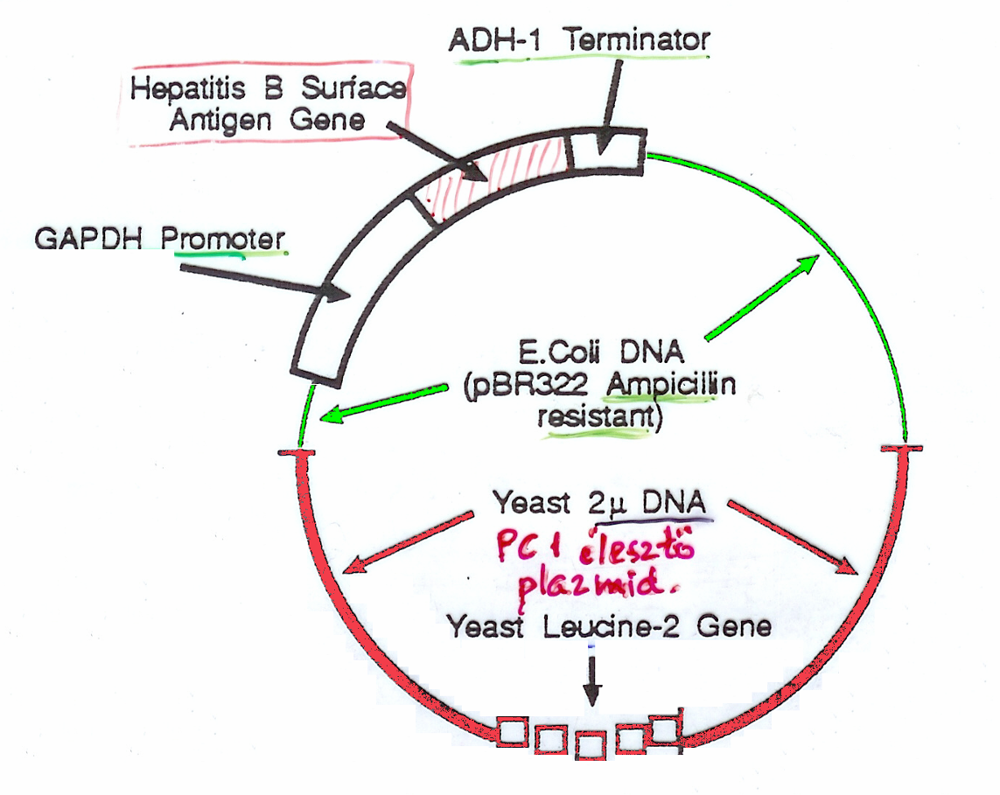 ADH-1 Terminator
Hepatitis B Surface
Antigen Gene
GAPDH Promoter
E.Coli DNA
(pBR322 Ampicillin
resistant)
Yeast 2μ DNA
PC1 élesztő
plazmid.
Yeast Leucine-2 Gene